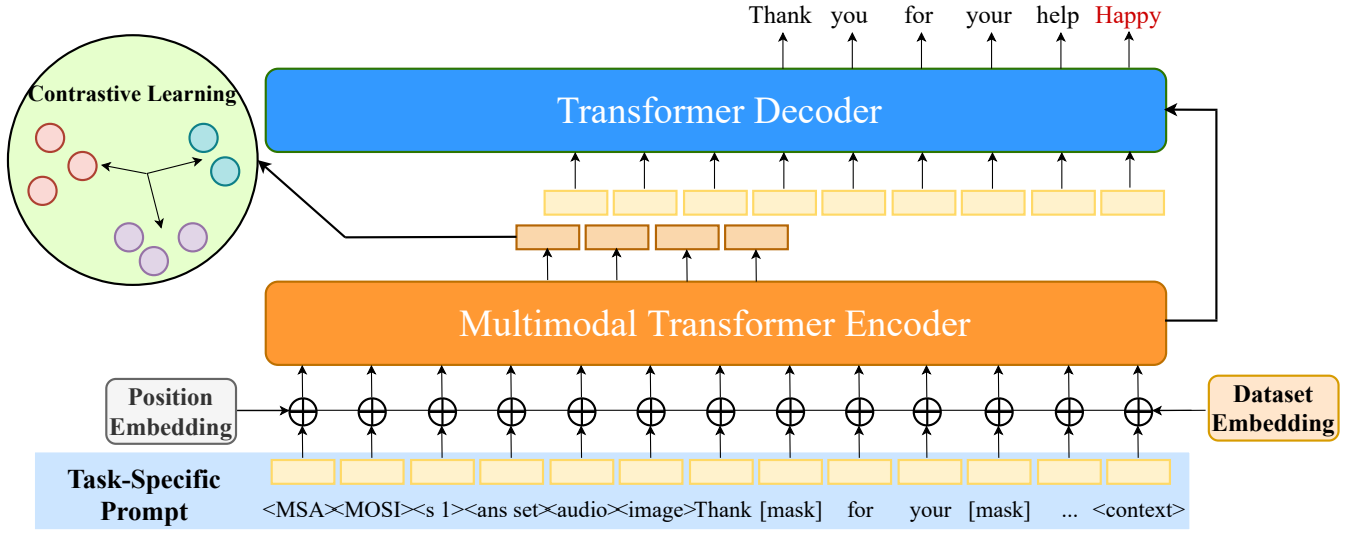 Thank you for your help Happy
Contrastive Learning
Transformer Decoder
Multimodal Transformer Encoder
Position
Embedding
Dataset
Embedding
Task-Specific
Prompt
<MSA> <MOSI> <s 1> <ans set> <audio> <image> Thank [mask] for your [mask] ... <context>